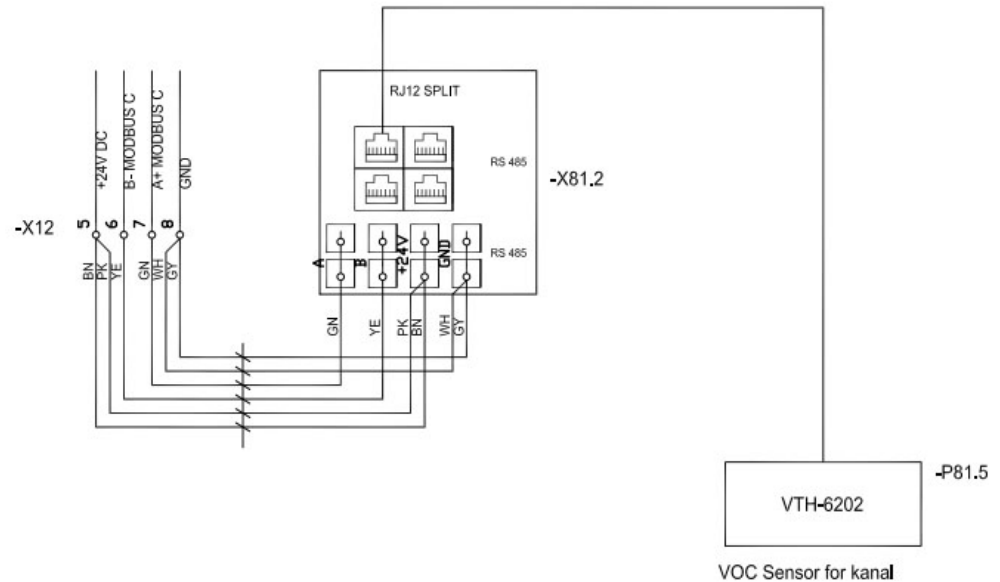 RJ12 SPLIT
+24V DC
B- MODBUS C
A+ MODBUS C
GND
RS 485
-X81.2
-X12
5
6
7
8
A
B
+24V
GND
RS 485
BN
PK
YE
GN
WH
GY
GN
YE
PK
BN
WH
GY
-P81.5
VTH-6202
VOC Sensor for kanal